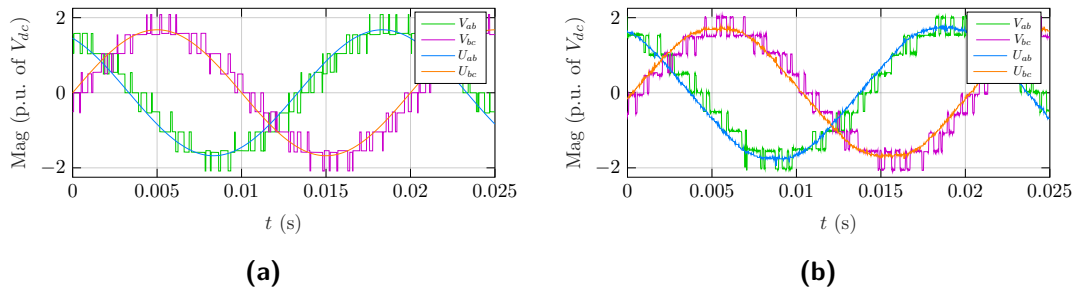 Mag (p.u. of V_dc)
2
0
−2
0
0.005
0.01
0.015
0.02
0.025
t (s)
V_ab
V_bc
U_ab
U_bc
(a)
Mag (p.u. of V_dc)
2
0
−2
0
0.005
0.01
0.015
0.02
0.025
t (s)
V_ab
V_bc
U_ab
U_bc
(b)